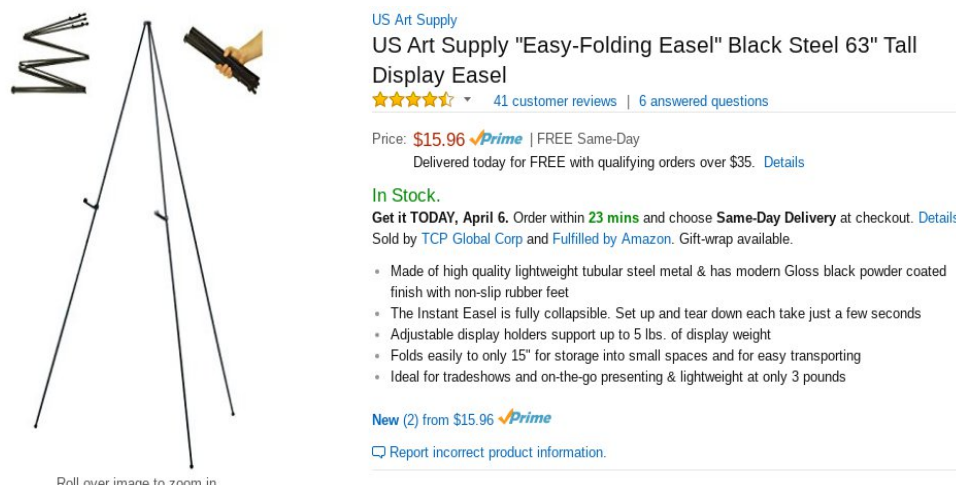 US Art Supply
US Art Supply "Easy-Folding Easel" Black Steel 63" Tall
Display Easel
41 customer reviews | 6 answered questions
Price: $15.96 Prime | FREE Same-Day
Delivered today for FREE with qualifying orders over $35. Details
In Stock.
Get it TODAY, April 6. Order within 23 mins and choose Same-Day Delivery at checkout. Details
Sold by TCP Global Corp and Fulfilled by Amazon. Gift-wrap available.
Made of high quality lightweight tubular steel metal & has modern Gloss black powder coated
finish with non-slip rubber feet
The Instant Easel is fully collapsible. Set up and tear down each take just a few seconds
Adjustable display holders support up to 5 lbs. of display weight
Folds easily to only 15" for storage into small spaces and for easy transporting
Ideal for tradeshows and on-the-go presenting & lightweight at only 3 pounds
New (2) from $15.96 Prime
Report incorrect product information.
Roll over image to zoom in